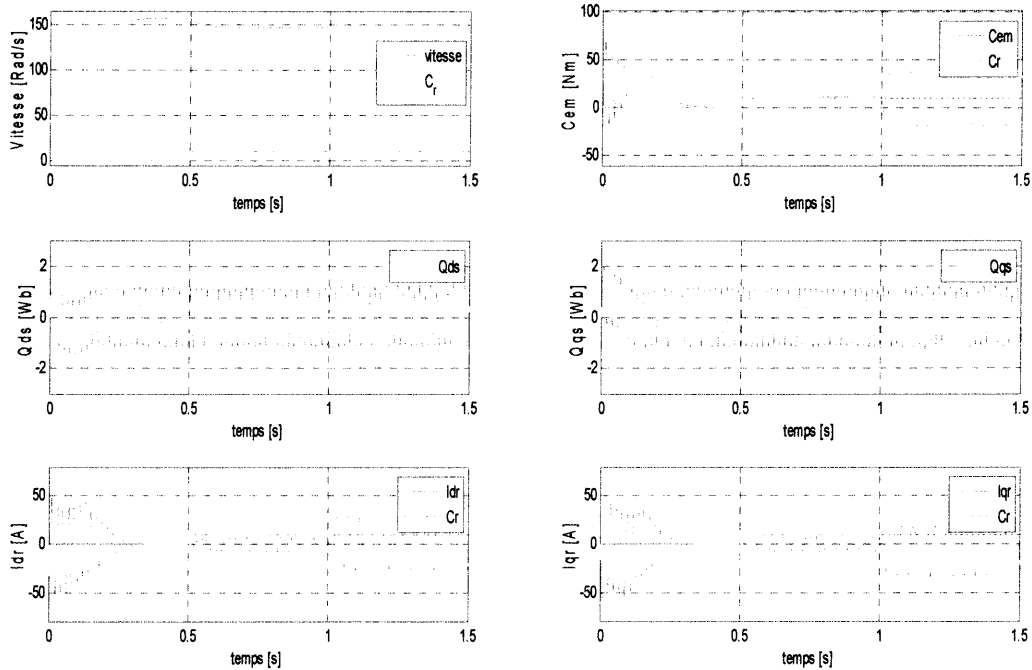 Vitesse [Rad/s]
150
100
50
0
vitesse
Cr
0
0.5
1
1.5
temps [s]
Cem [Nm]
100
50
0
-50
Cem
Cr
0
0.5
1
1.5
temps [s]
Qds [Wb]
2
0
-2
Qds
0
0.5
1
1.5
temps [s]
Qqs [Wb]
2
0
-2
Qqs
0
0.5
1
1.5
temps [s]
Idr [A]
50
0
-50
Idr
Cr
0
0.5
1
1.5
temps [s]
Iqr [A]
50
0
-50
Iqr
Cr
0
0.5
1
1.5
temps [s]